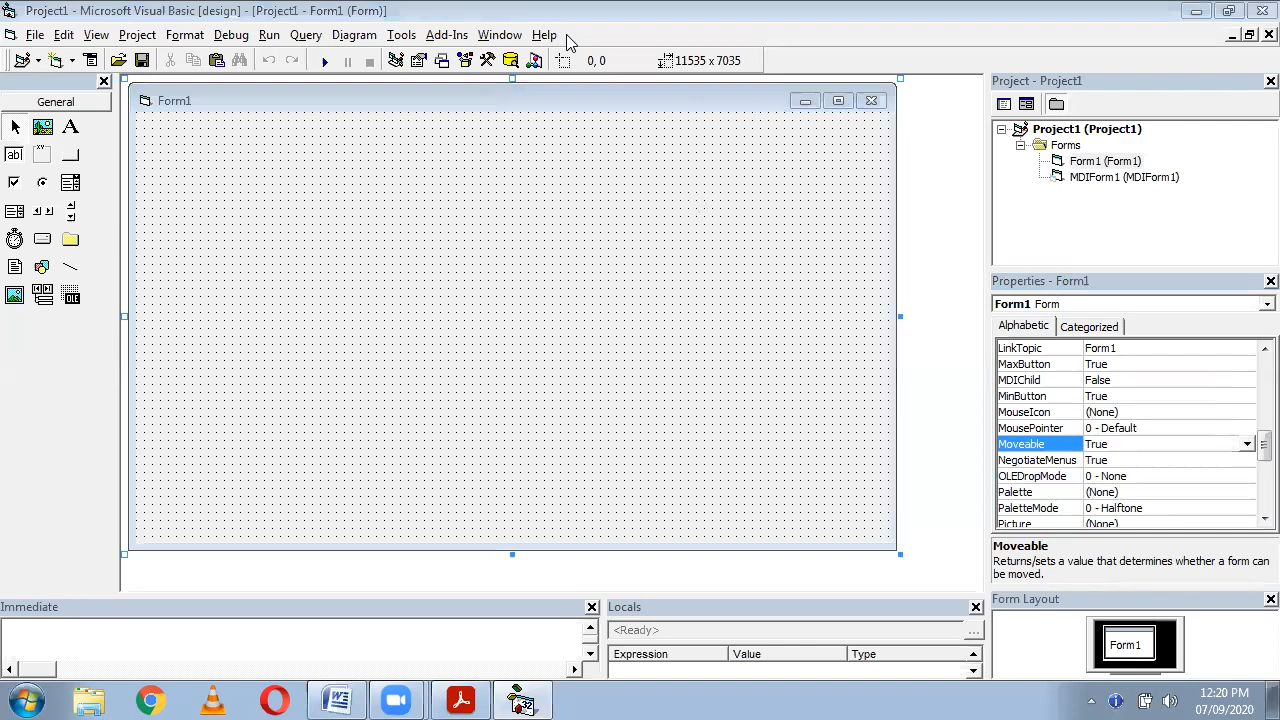 Project1 - Microsoft Visual Basic [design] - [Project1 - Form1 (Form)]
File Edit View Project Format Debug Run Query Diagram Tools Add-Ins Window Help
0, 0 11535 x 7035
General
A
ab|
xy
OLE
Form1
Project - Project1
Project1 (Project1)
Forms
Form1 (Form1)
MDIForm1 (MDIForm1)
Properties - Form1
Form1 Form
Alphabetic Categorized
LinkTopic Form1
MaxButton True
MDIChild False
MinButton True
MouseIcon (None)
MousePointer 0 - Default
Moveable True
NegotiateMenus True
OLEDropMode 0 - None
Palette (None)
PaletteMode 0 - Halftone
Picture (None)
Moveable
Returns/sets a value that determines whether a form can
be moved.
Form Layout
Form1
Immediate
Locals
<Ready>
...
Expression Value Type
W
32
12:20 PM
07/09/2020